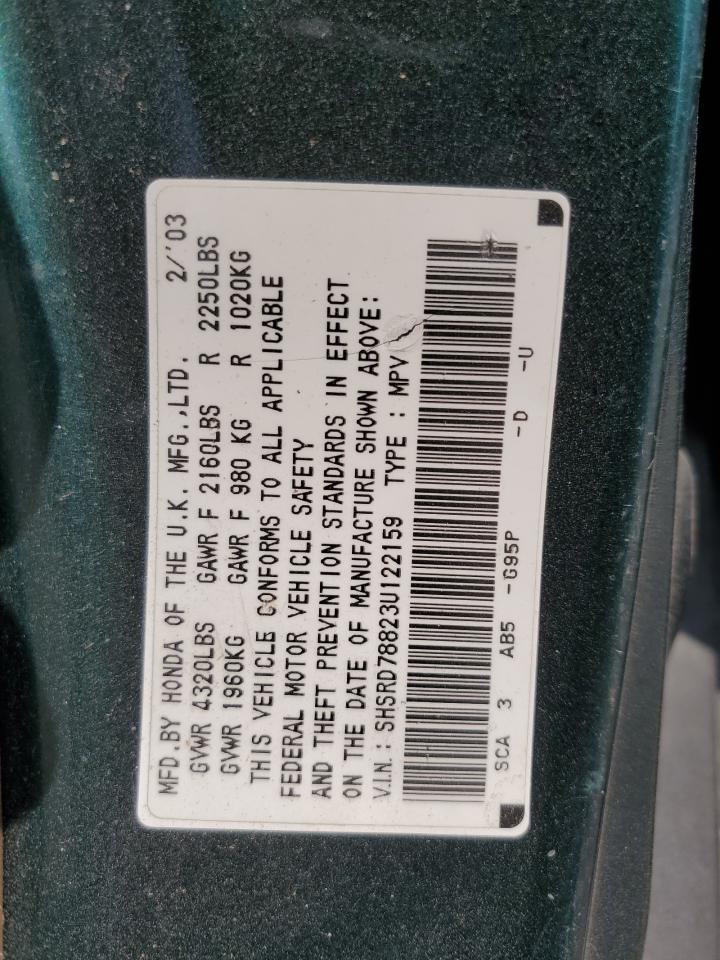 MFD.BY HONDA OF THE U.K. MFG.,LTD. 2/'03
GVWR 4320LBS GAWR F 2160LBS R 2250LBS
GVWR 1960KG GAWR F 980 KG R 1020KG
THIS VEHICLE CONFORMS TO ALL APPLICABLE
FEDERAL MOTOR VEHICLE SAFETY
AND THEFT PREVENTION STANDARDS IN EFFECT
ON THE DATE OF MANUFACTURE SHOWN ABOVE:
V.I.N.: SHSRD78823U122159 TYPE : MPV
SCA 3 AB5 -G95P -D -U